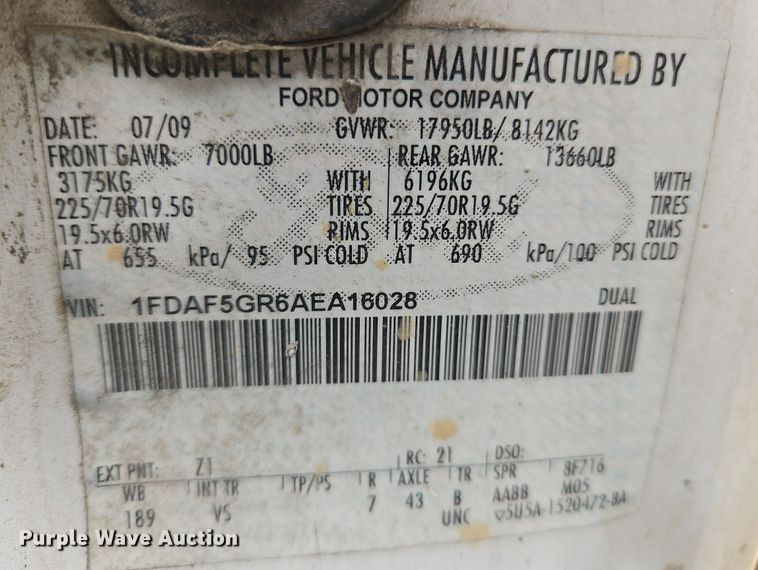 INCOMPLETE VEHICLE MANUFACTURED BY
FORD MOTOR COMPANY
DATE: 07/09 GVWR: 17950LB/ 8142KG
FRONT GAWR: 7000LB REAR GAWR: 13660LB
3175KG WITH 6196KG WITH
225/70R19.5G TIRES 225/70R19.5G TIRES
19.5x6.0RW RIMS 19.5x6.0RW RIMS
AT 655 kPa/ 95 PSI COLD AT 690 kPa/100 PSI COLD
VIN: 1FDAF5GR6AEA16028 DUAL
EXT PNT: Z1 RC: 21 DSO:
WB INT TR TP/PS R AXLE TR SPR 8F716
189 VS 7 43 B AABB M05
UNC 5U5A-1520472-BA
Purple Wave Auction